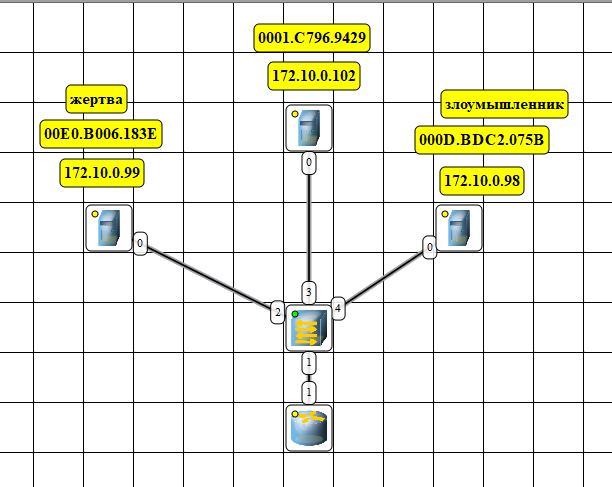 0001.C796.9429
172.10.0.102
жертва
00E0.B006.183E
172.10.0.99
злоумышленник
000D.BDC2.075B
172.10.0.98
0
0
0
2
3
4
1
1